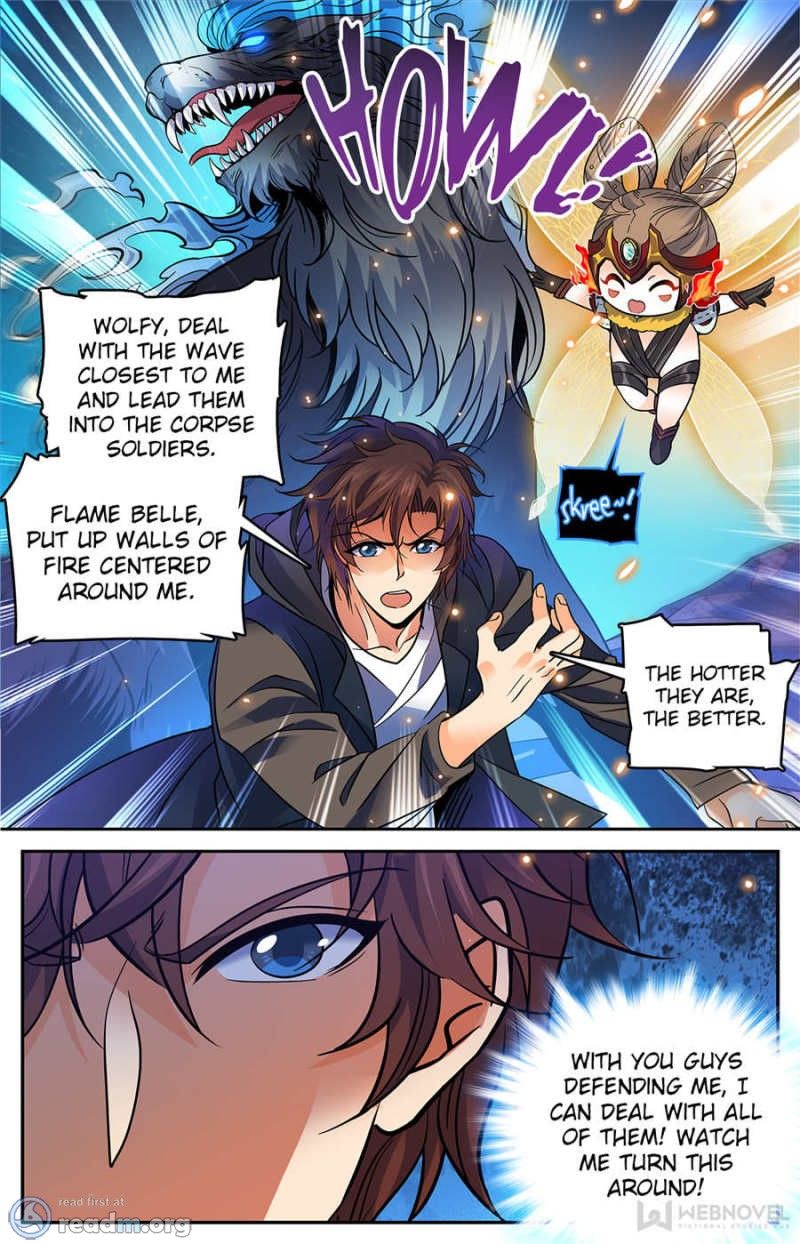 HOWL!!
WOLFY, DEAL
WITH THE WAVE
CLOSEST TO ME
AND LEAD THEM
INTO THE CORPSE
SOLDIERS.
FLAME BELLE,
PUT UP WALLS OF
FIRE CENTERED
AROUND ME.
skree~!
THE HOTTER
THEY ARE,
THE BETTER.
WITH YOU GUYS
DEFENDING ME, I
CAN DEAL WITH ALL
OF THEM! WATCH
ME TURN THIS
AROUND!
read first at
readm.org
WEBNOVEL